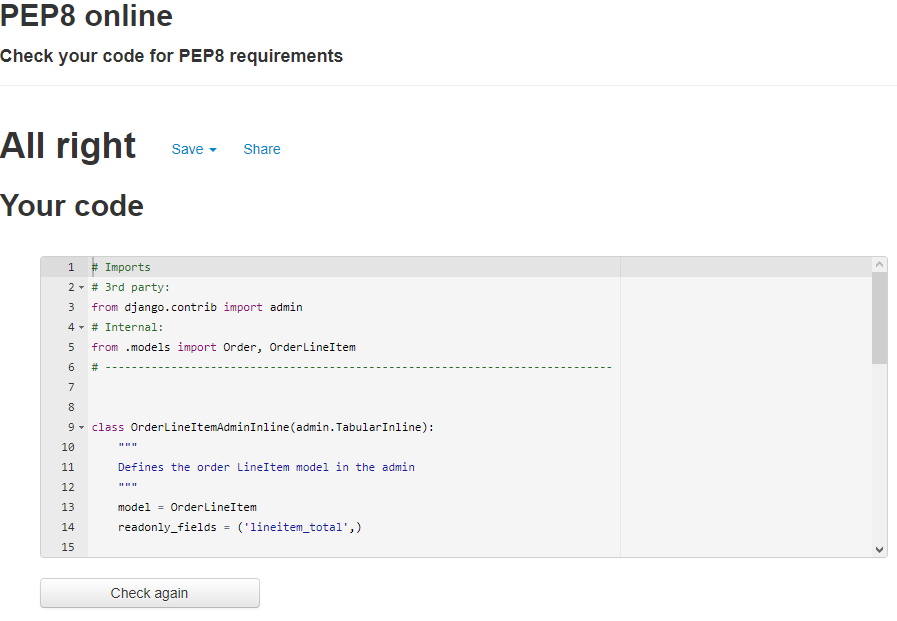 PEP8 online
Check your code for PEP8 requirements
All right Save Share
Your code
1 # Imports
2 # 3rd party:
3 from django.contrib import admin
4 # Internal:
5 from .models import Order, OrderLineItem
6 # -----------------------------------------------------------------------------
7
8
9 class OrderLineItemAdminInline(admin.TabularInline):
10 """
11 Defines the order LineItem model in the admin
12 """
13 model = OrderLineItem
14 readonly_fields = ('lineitem_total',)
15
Check again